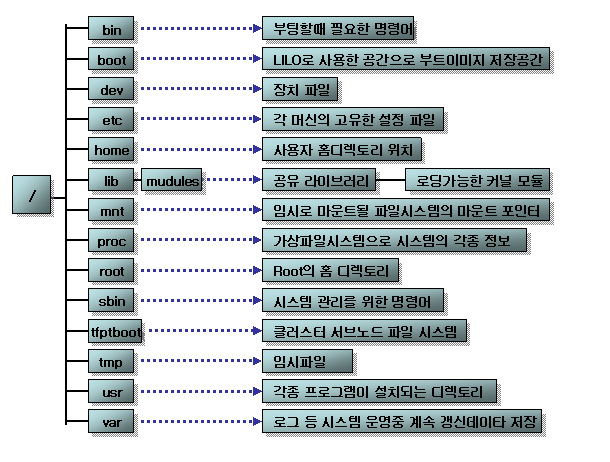 /
bin 부팅할때 필요한 명령어
boot LILO로 사용한 공간으로 부트이미지 저장공간
dev 장치 파일
etc 각 머신의 고유한 설정 파일
home 사용자 홈디렉토리 위치
lib mudules 공유 라이브러리 로딩가능한 커널 모듈
mnt 임시로 마운트될 파일시스템의 마운트 포인터
proc 가상파일시스템으로 시스템의 각종 정보
root Root의 홈 디렉토리
sbin 시스템 관리를 위한 명령어
tfptboot 클러스터 서브노드 파일 시스템
tmp 임시파일
usr 각종 프로그램이 설치되는 디렉토리
var 로그 등 시스템 운영중 계속 갱신데이타 저장